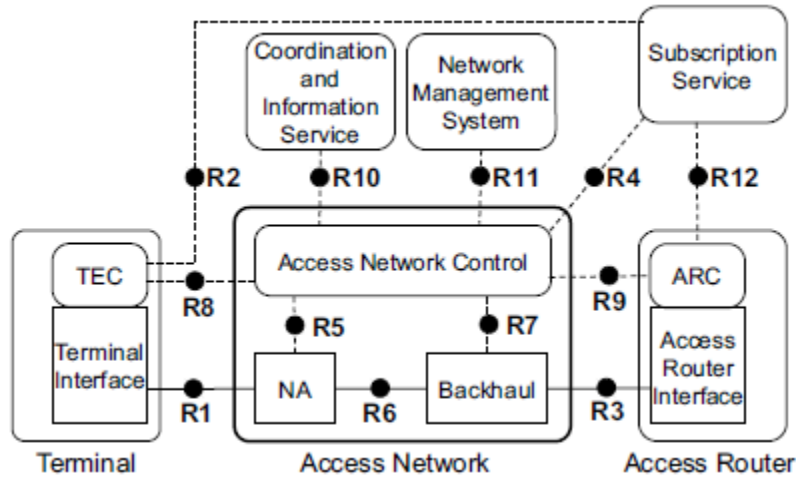 Coordination
and
Information
Service
Network
Management
System
Subscription
Service
R2
R10
R11
R4
R12
TEC
Access Network Control
ARC
R8
R9
R5
R7
Terminal
Interface
NA
Backhaul
Access
Router
Interface
R1
R6
R3
Terminal
Access Network
Access Router